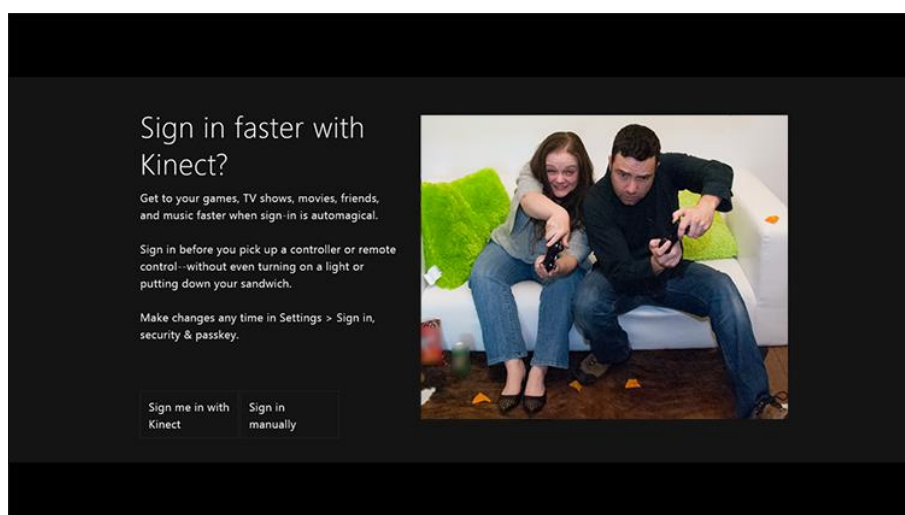 Sign in faster with
Kinect?
Get to your games, TV shows, movies, friends,
and music faster when sign-in is automagical.
Sign in before you pick up a controller or remote
control--without even turning on a light or
putting down your sandwich.
Make changes any time in Settings > Sign in,
security & passkey.
Sign me in with
Kinect
Sign in
manually